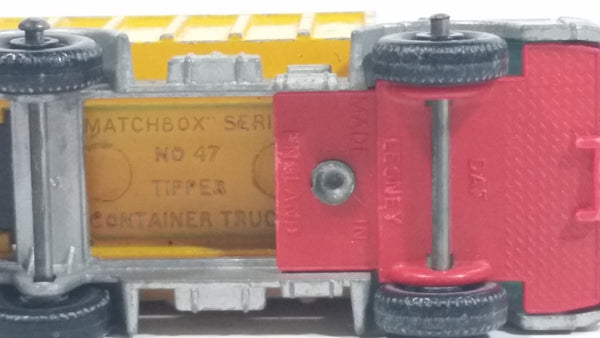 MATCHBOX" SERI
NO 47
TIPPER
CONTAINER TRUC
MADE IN
ENGLAND
LESNEY
DAF